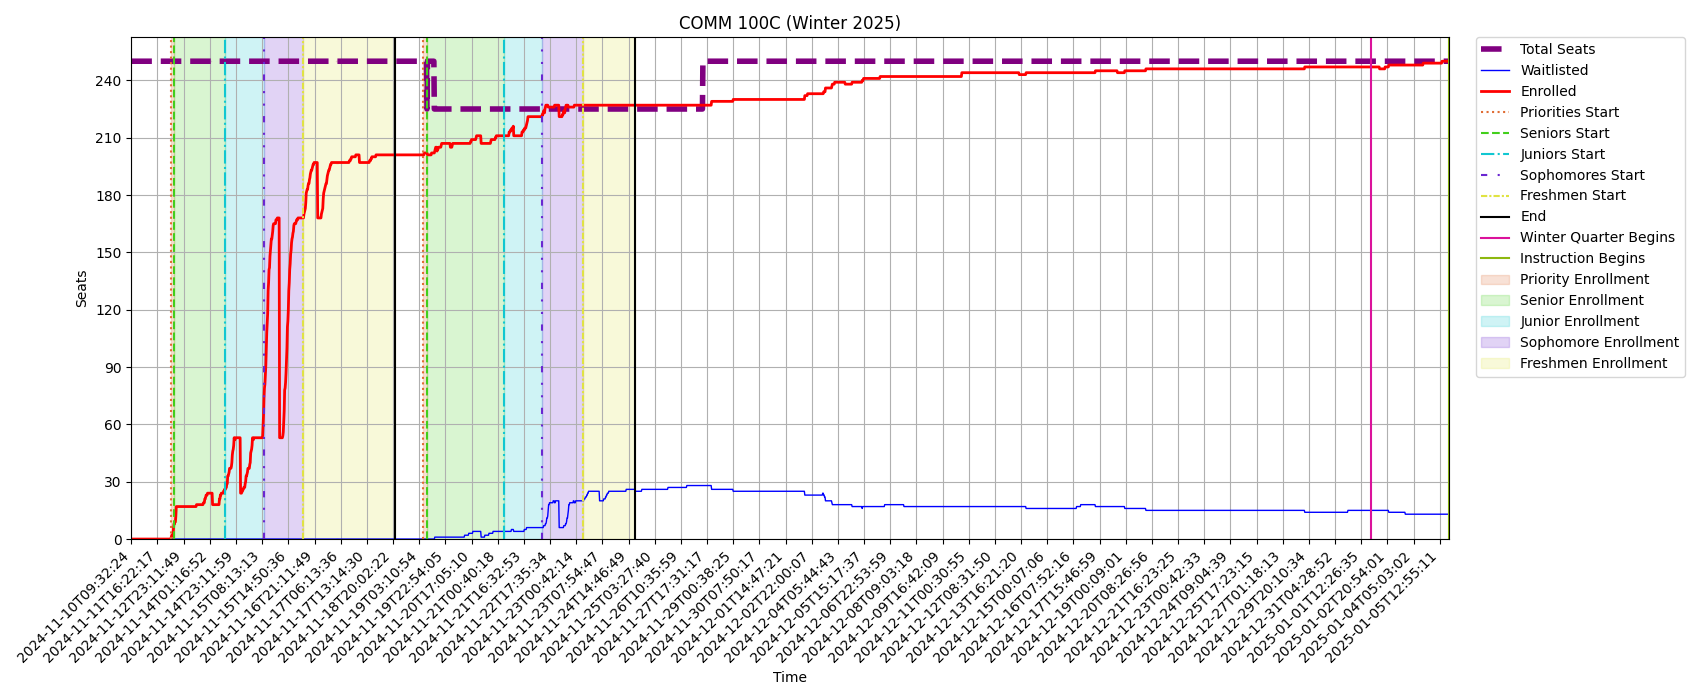 COMM 100C (Winter 2025)
Seats
240
210
180
150
120
90
60
30
0
2024-11-10T09:32:24
2024-11-11T16:22:17
2024-11-12T23:11:49
2024-11-14T01:16:52
2024-11-14T23:11:59
2024-11-15T08:13:13
2024-11-15T14:50:36
2024-11-16T21:11:49
2024-11-17T06:13:36
2024-11-17T13:14:30
2024-11-18T20:02:22
2024-11-19T03:10:54
2024-11-19T22:54:05
2024-11-20T17:05:10
2024-11-21T00:40:18
2024-11-21T16:32:53
2024-11-22T17:35:34
2024-11-23T00:42:14
2024-11-23T07:54:47
2024-11-24T14:46:49
2024-11-25T03:27:40
2024-11-26T10:35:59
2024-11-27T17:31:17
2024-11-29T00:38:25
2024-11-30T07:50:17
2024-12-01T14:47:21
2024-12-02T22:00:07
2024-12-04T05:44:43
2024-12-05T15:17:37
2024-12-06T22:53:59
2024-12-08T09:03:18
2024-12-09T16:42:09
2024-12-11T00:30:55
2024-12-12T08:31:50
2024-12-13T16:21:20
2024-12-15T00:07:06
2024-12-16T07:52:16
2024-12-17T15:46:59
2024-12-19T00:09:01
2024-12-20T08:26:56
2024-12-21T16:23:25
2024-12-23T00:42:33
2024-12-24T09:04:39
2024-12-25T17:23:15
2024-12-27T01:18:13
2024-12-29T20:10:34
2024-12-31T04:28:52
2025-01-01T12:26:35
2025-01-02T20:54:01
2025-01-04T05:03:02
2025-01-05T12:55:11
Time
Total Seats
Waitlisted
Enrolled
Priorities Start
Seniors Start
Juniors Start
Sophomores Start
Freshmen Start
End
Winter Quarter Begins
Instruction Begins
Priority Enrollment
Senior Enrollment
Junior Enrollment
Sophomore Enrollment
Freshmen Enrollment